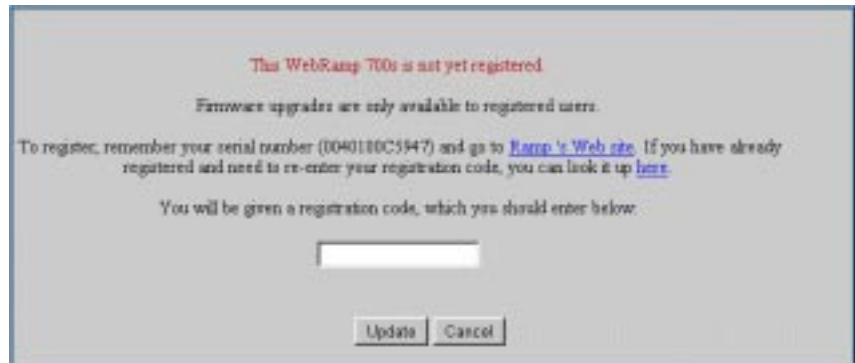 This WebRamp 700s is not yet registered.
Firmware upgrades are only available to registered users.
To register, remember your serial number (0040180C5947) and go to Ramp 's Web site. If you have already
registered and need to re-enter your registration code, you can look it up here.
You will be given a registration code, which you should enter below:
Update Cancel